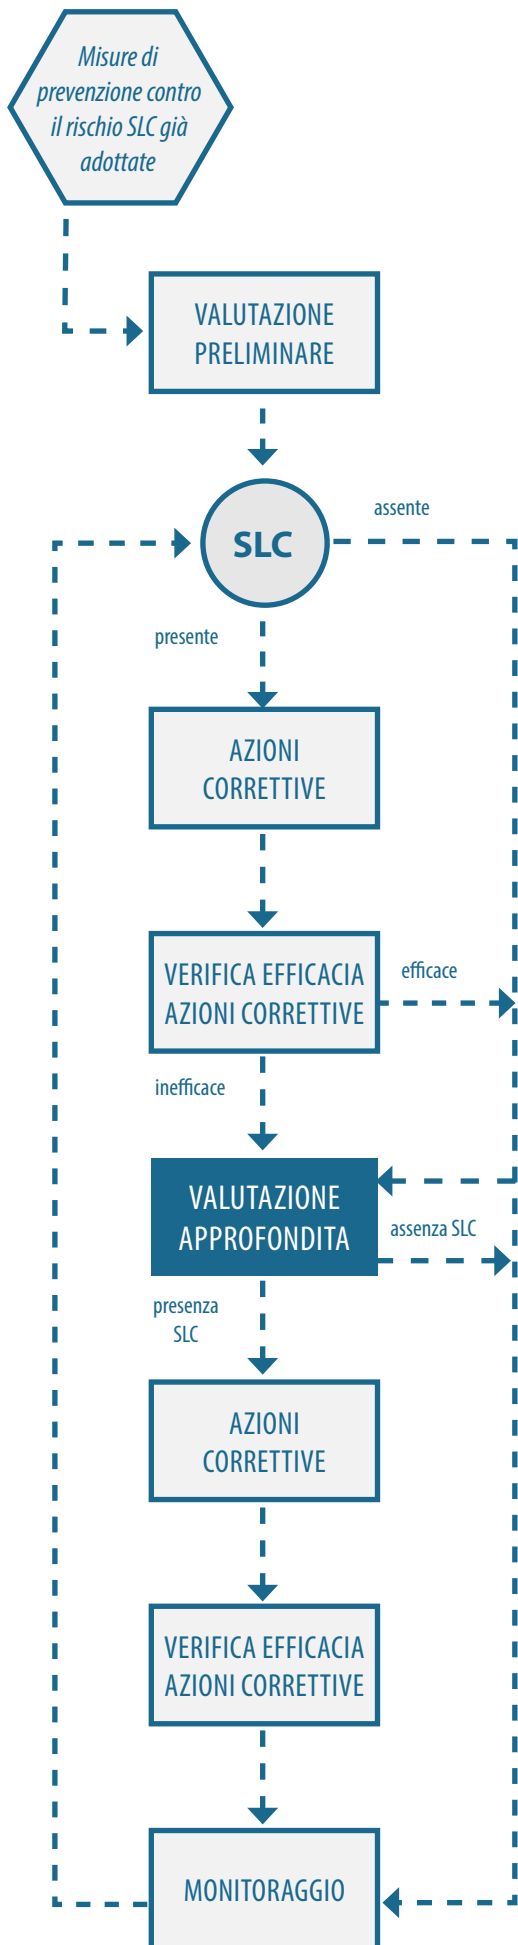 Misure di
prevenzione contro
il rischio SLC già
adottate
VALUTAZIONE
PRELIMINARE
SLC
assente
presente
AZIONI
CORRETTIVE
VERIFICA EFFICACIA
AZIONI CORRETTIVE
efficace
inefficace
VALUTAZIONE
APPROFONDITA
assenza SLC
presenza
SLC
AZIONI
CORRETTIVE
VERIFICA EFFICACIA
AZIONI CORRETTIVE
MONITORAGGIO